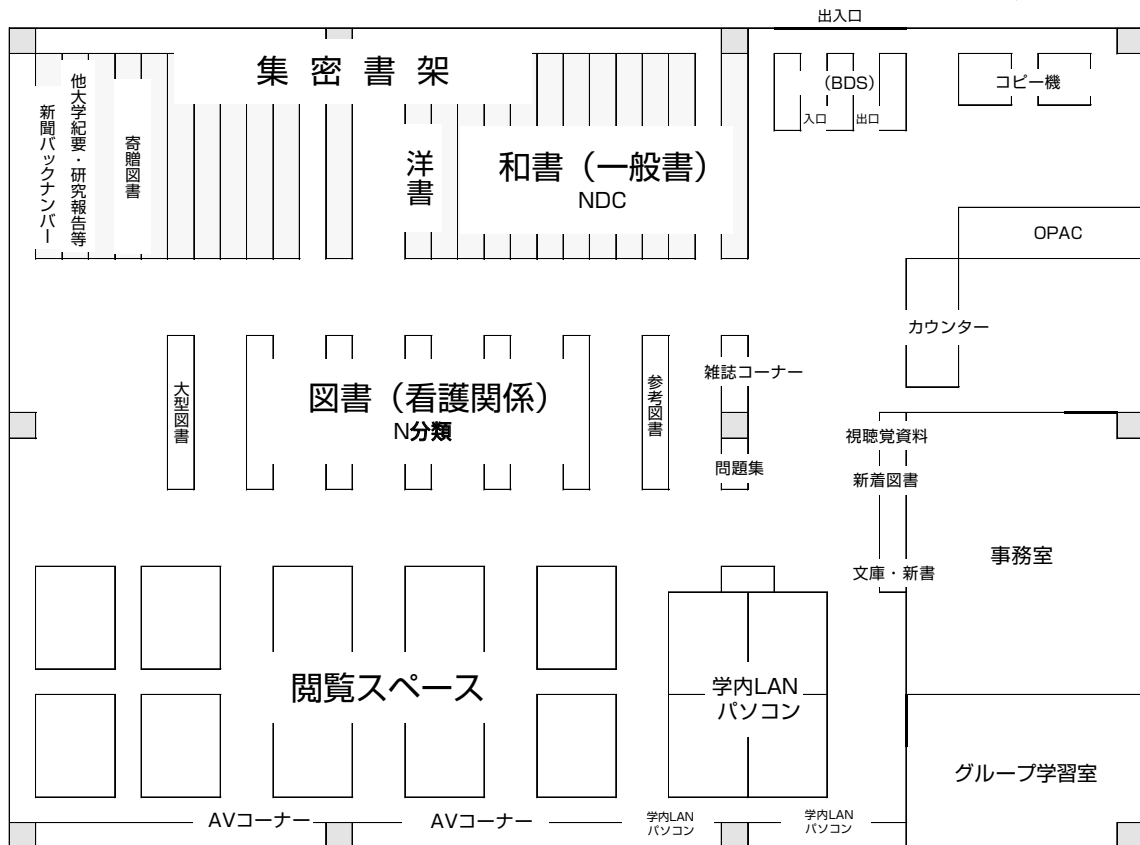 出入口
集密書架
(BDS)
コピー機
入口
出口
新聞バックナンバー
他大学紀要・研究報告等
寄贈図書
洋書
和書（一般書）
NDC
OPAC
カウンター
大型図書
図書（看護関係）
N分類
参考図書
雑誌コーナー
問題集
視聴覚資料
新着図書
文庫・新書
事務室
閲覧スペース
学内LAN
パソコン
グループ学習室
AVコーナー
AVコーナー
学内LAN
パソコン
学内LAN
パソコン